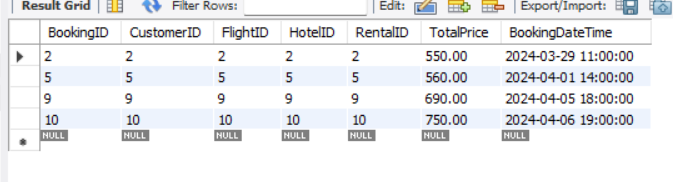 Result Grid Filter Rows: Edit: Export/Import:
BookingID CustomerID FlightID HotelID RentalID TotalPrice BookingDateTime
2 2 2 2 2 550.00 2024-03-29 11:00:00
5 5 5 5 5 560.00 2024-04-01 14:00:00
9 9 9 9 9 690.00 2024-04-05 18:00:00
10 10 10 10 10 750.00 2024-04-06 19:00:00
NULL NULL NULL NULL NULL NULL NULL